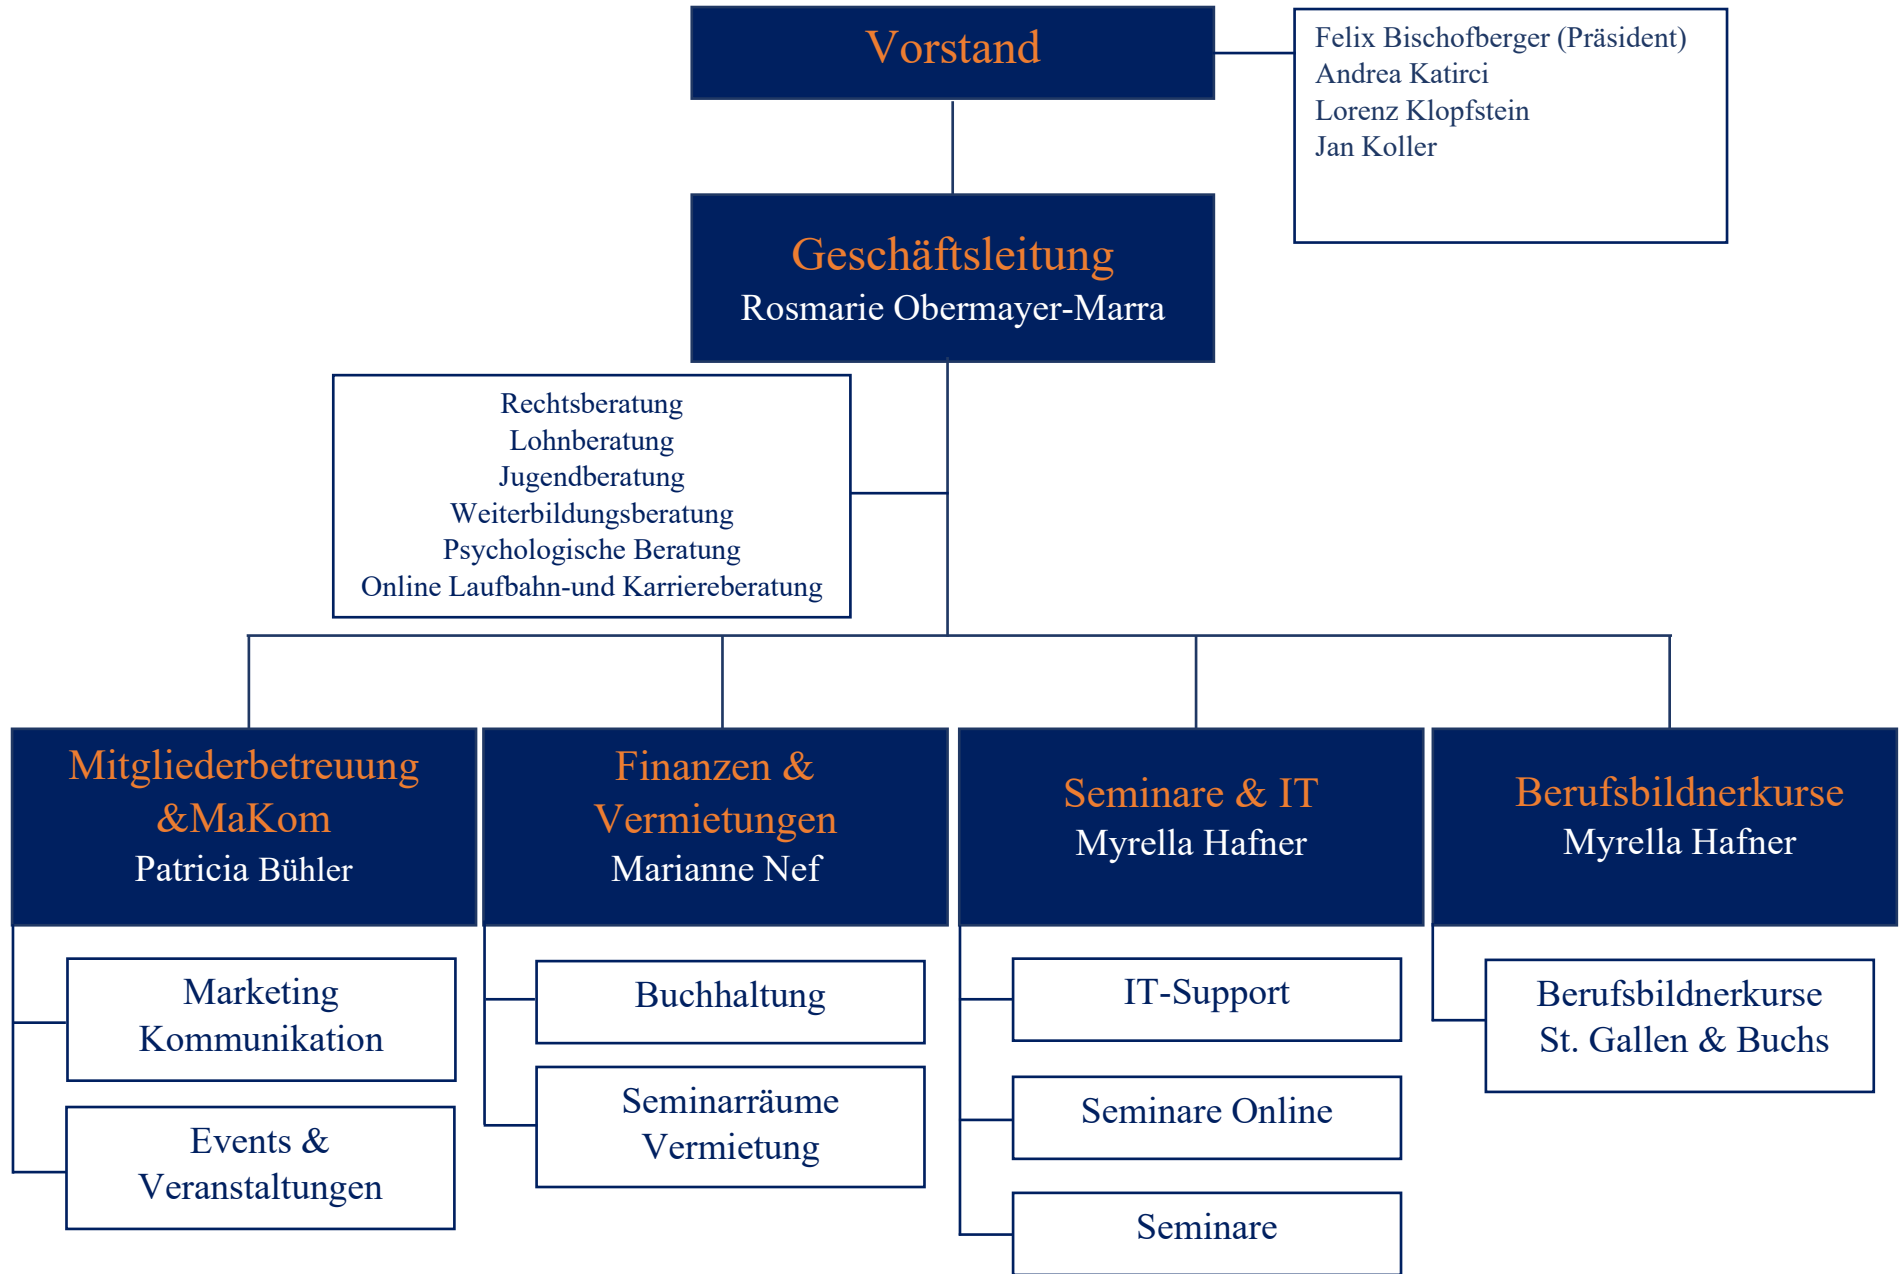 Vorstand
Felix Bischofberger (Präsident)
Andrea Katirci
Lorenz Klopfstein
Jan Koller
Geschäftsleitung
Rosmarie Obermayer-Marra
Rechtsberatung
Lohnberatung
Jugendberatung
Weiterbildungsberatung
Psychologische Beratung
Online Laufbahn-und Karriereberatung
Mitgliederbetreuung
&MaKom
Patricia Bühler
Marketing
Kommunikation
Events &
Veranstaltungen
Finanzen &
Vermietungen
Marianne Nef
Buchhaltung
Seminarräume
Vermietung
Seminare & IT
Myrella Hafner
IT-Support
Seminare Online
Seminare
Berufsbildnerkurse
Myrella Hafner
Berufsbildnerkurse
St. Gallen & Buchs